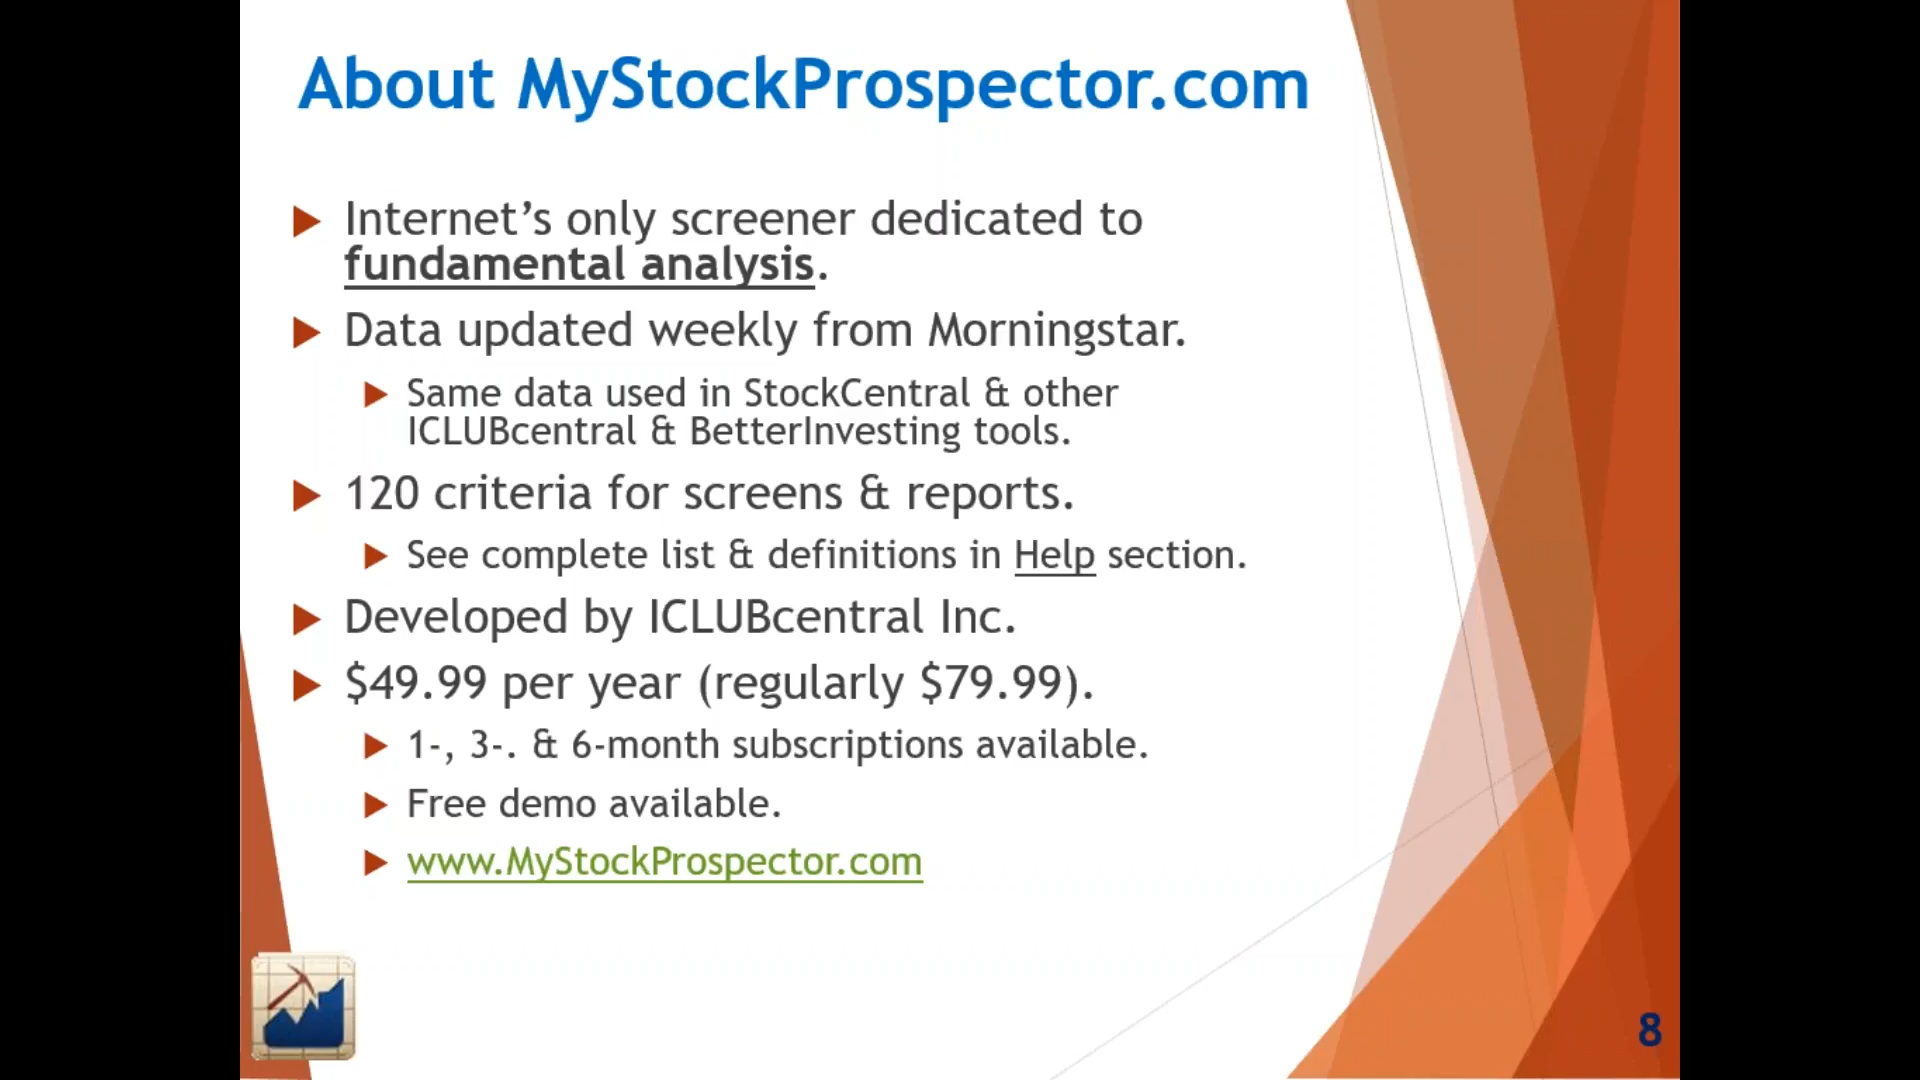 About MyStockProspector.com
Internet’s only screener dedicated to
fundamental analysis.
Data updated weekly from Morningstar.
Same data used in StockCentral & other
ICLUBcentral & BetterInvesting tools.
120 criteria for screens & reports.
See complete list & definitions in Help section.
Developed by ICLUBcentral Inc.
$49.99 per year (regularly $79.99).
1-, 3-. & 6-month subscriptions available.
Free demo available.
www.MyStockProspector.com
8